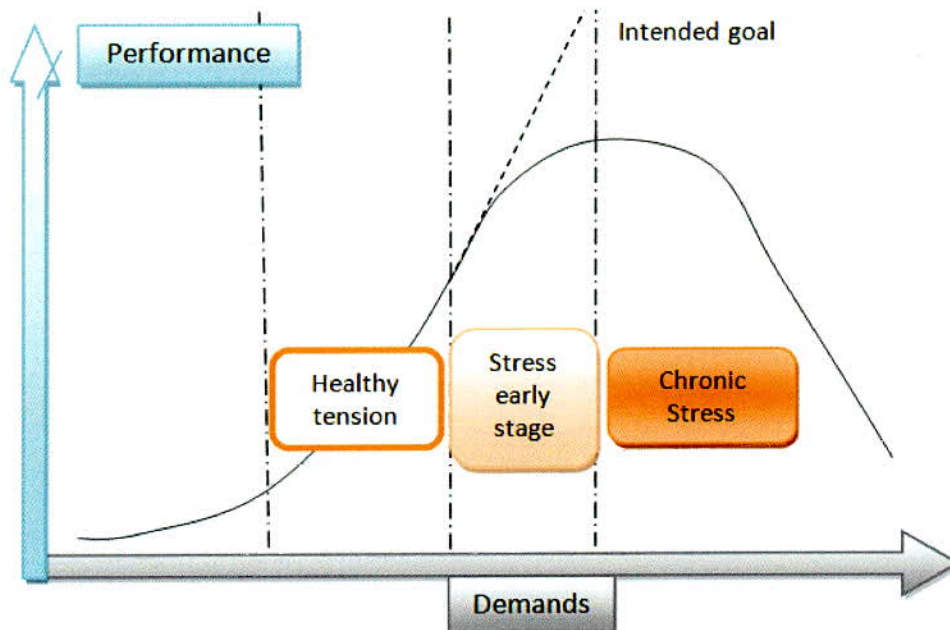 Performance
Intended goal
Healthy
tension
Stress
early
stage
Chronic
Stress
Demands